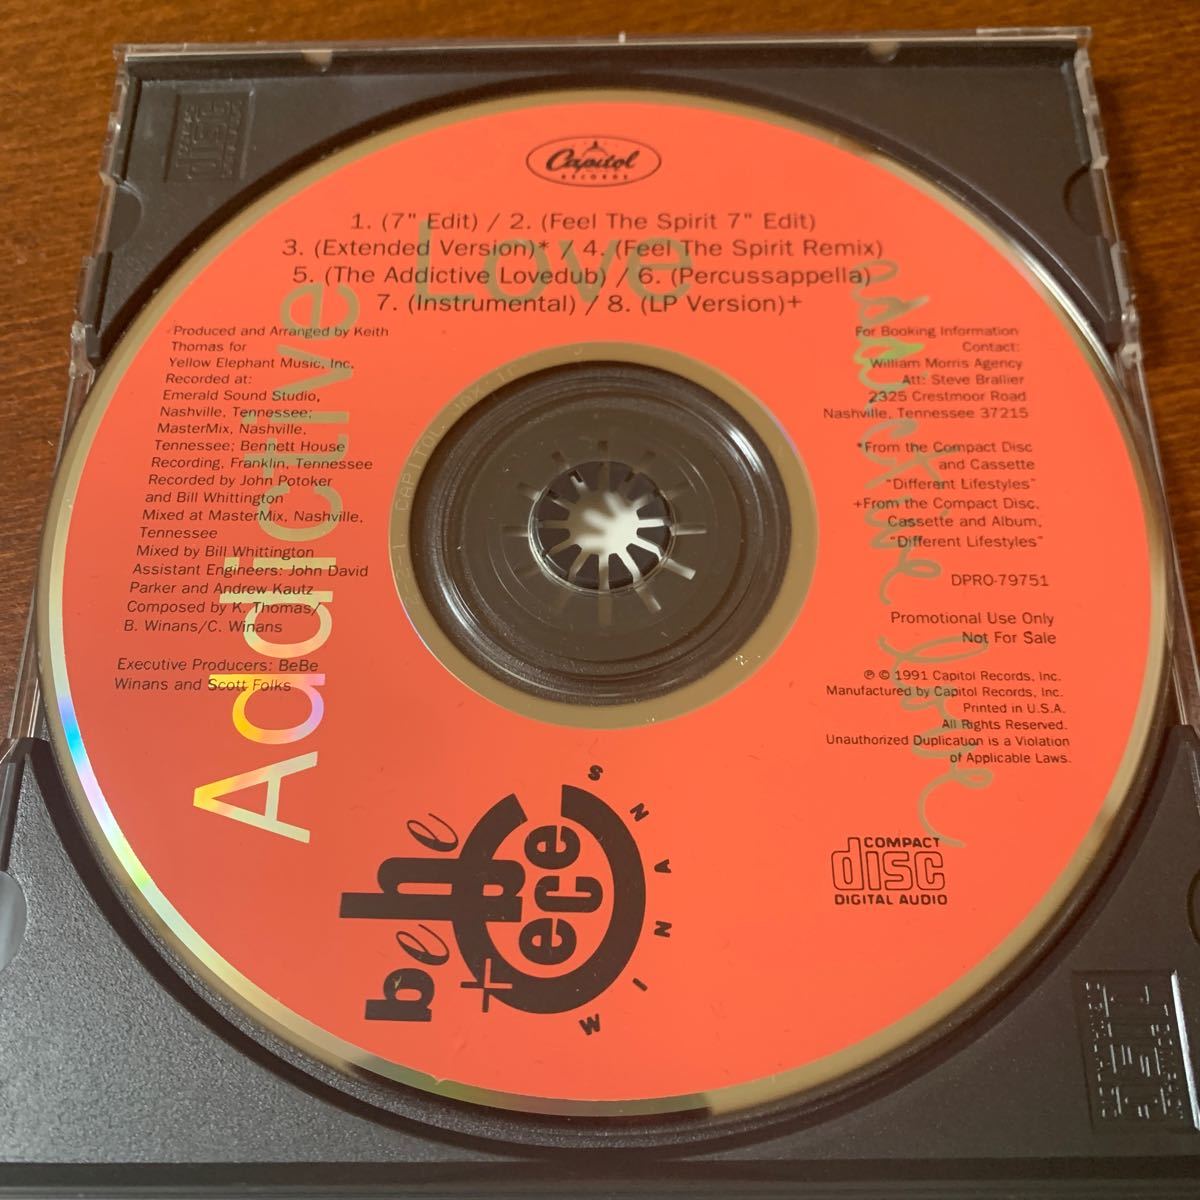 Capitol
RECORDS
1. (7" Edit) / 2. (Feel The Spirit 7" Edit)
3. (Extended Version)* / 4. (Feel The Spirit Remix)
5. (The Addictive Lovedub) / 6. (Percussappella)
7. (Instrumental) / 8. (LP Version)+
Addictive Love
addictive love
Produced and Arranged by Keith
Thomas for
Yellow Elephant Music, Inc.
Recorded at:
Emerald Sound Studio,
Nashville, Tennessee;
MasterMix, Nashville,
Tennessee; Bennett House
Recording, Franklin, Tennessee
Recorded by John Potoker
and Bill Whittington
Mixed at MasterMix, Nashville,
Tennessee
Mixed by Bill Whittington
Assistant Engineers: John David
Parker and Andrew Kautz
Composed by K. Thomas/
B. Winans/C. Winans
Executive Producers: BeBe
Winans and Scott Folks
For Booking Information
Contact:
William Morris Agency
Att: Steve Brallier
2325 Crestmoor Road
Nashville, Tennessee 37215
*From the Compact Disc
and Cassette
"Different Lifestyles"
+From the Compact Disc,
Cassette and Album,
"Different Lifestyles"
DPRO-79751
Promotional Use Only
Not For Sale
℗ © 1991 Capitol Records, Inc.
Manufactured by Capitol Records, Inc.
Printed in U.S.A.
All Rights Reserved.
Unauthorized Duplication is a Violation
of Applicable Laws.
bebe
+ cece
WINANS
COMPACT
disc
DIGITAL AUDIO